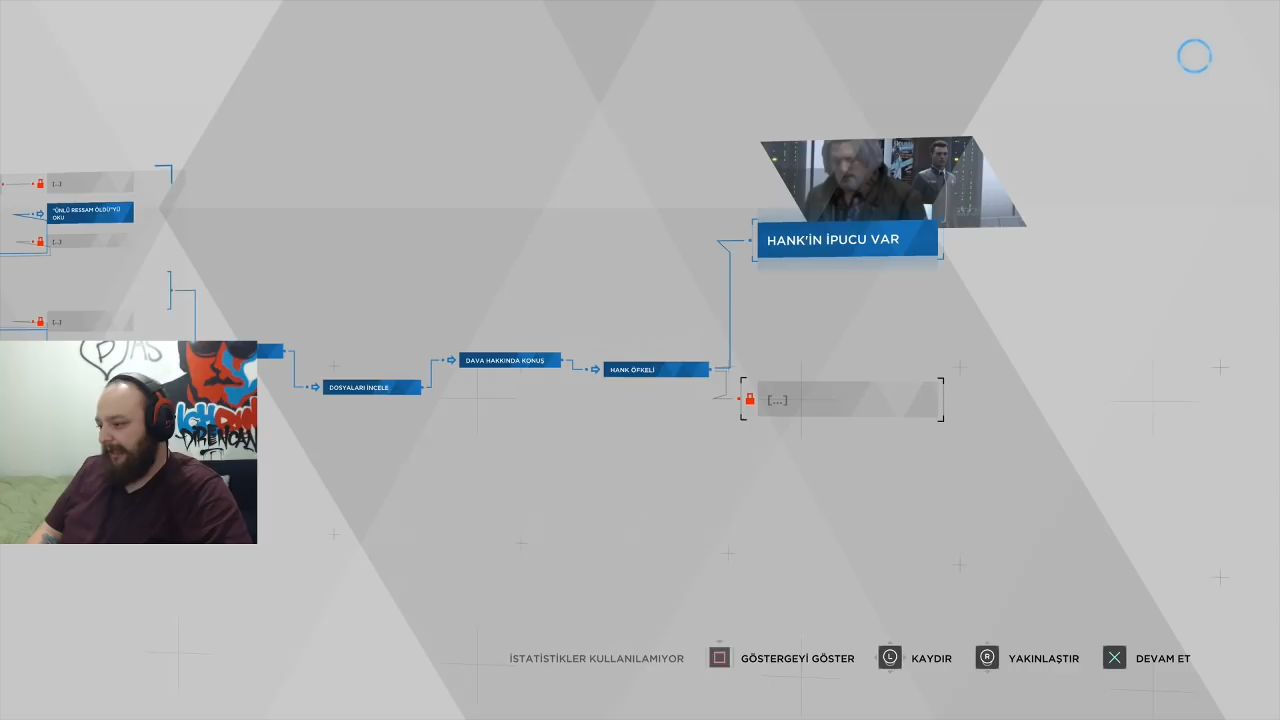 HANK'İN İPUCU VAR
[...]
"ÜNLÜ RESSAM ÖLDÜ"YÜ
OKU
[...]
[...]
DOSYALARI İNCELE
DAVA HAKKINDA KONUŞ
HANK ÖFKELİ
[...]
DIRENCAN
İSTATİSTİKLER KULLANILAMIYOR
GÖSTERGEYİ GÖSTER
L
KAYDIR
R
YAKINLAŞTIR
DEVAM ET